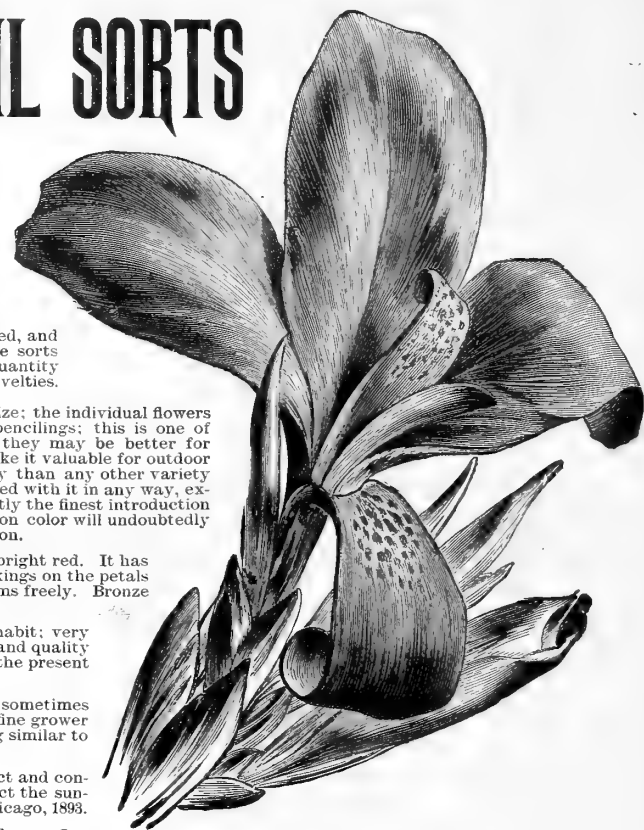 IL SORTS
ed, and
e sorts
uantity
velties.
ze; the individual flowers
pencilings; this is one of
they may be better for
ke it valuable for outdoor
y than any other variety
ed with it in any way, ex-
tly the finest introduction
on color will undoubtedly
on.
bright red. It has
kings on the petals
ms freely. Bronze
habit; very
and quality
the present
sometimes
fine grower
g similar to
ct and con-
ct the sun-
icago, 1893.